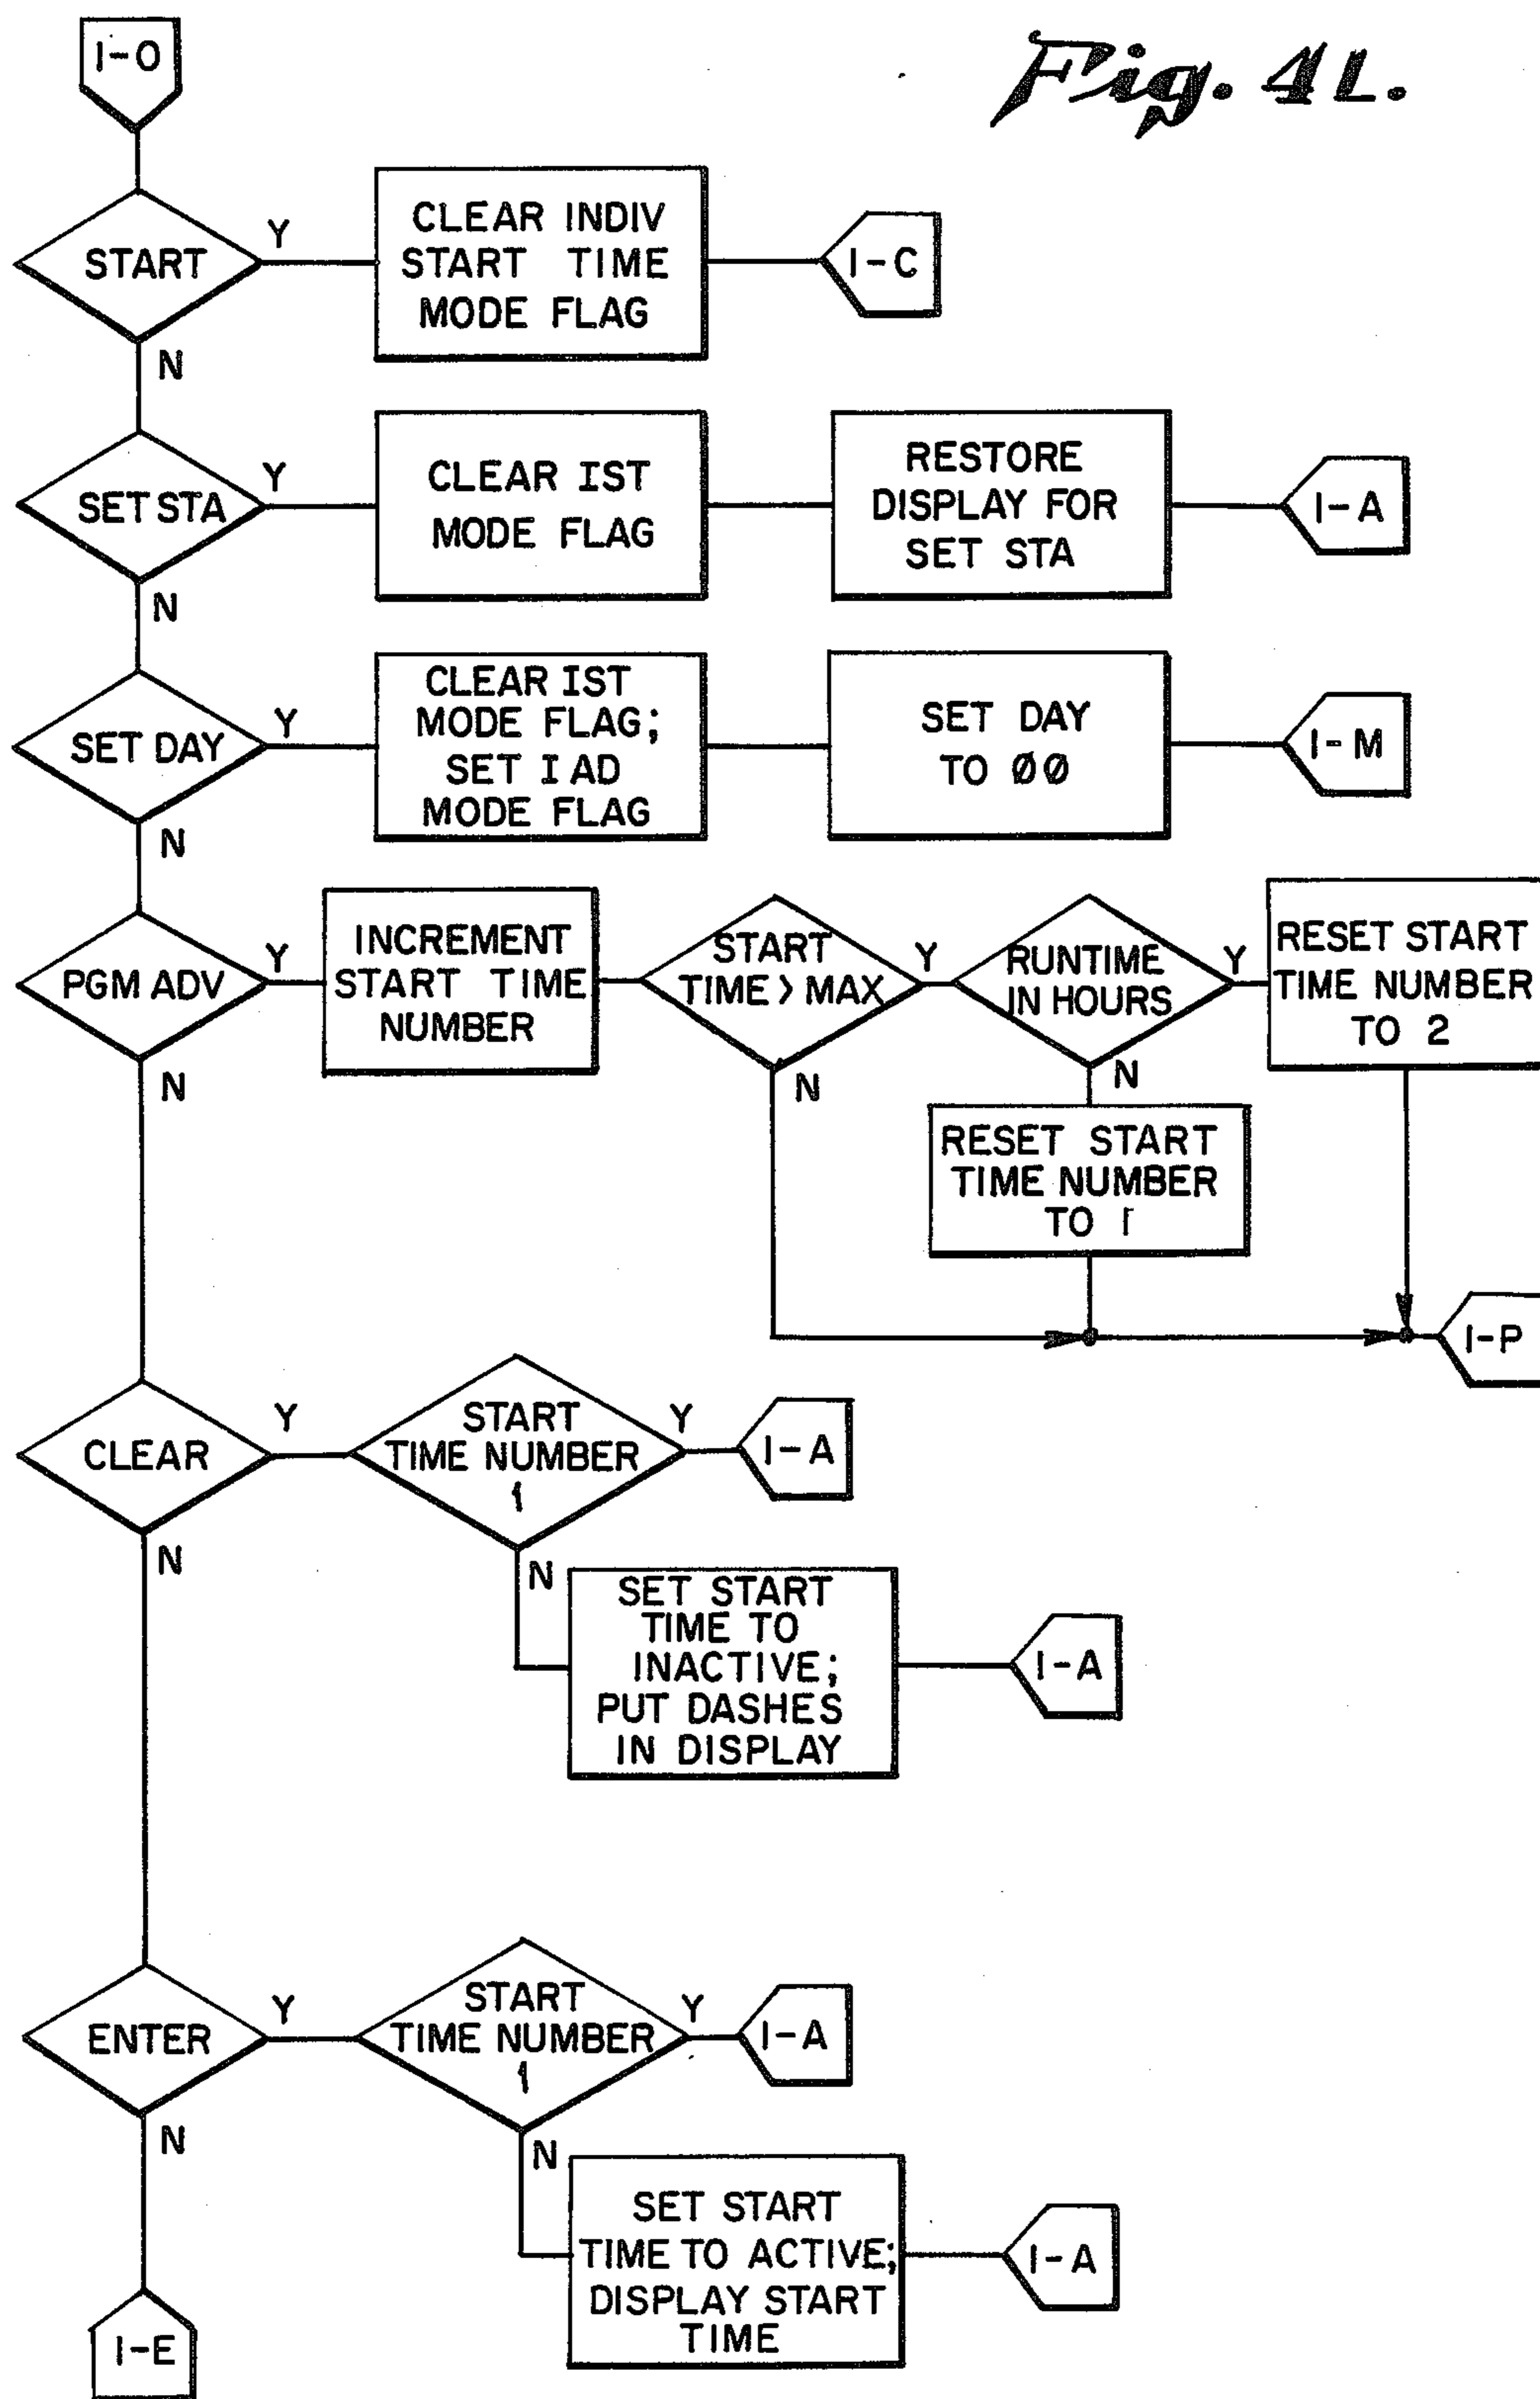 Fig. 4L.
I-O
START
Y
CLEAR INDIV
START TIME
MODE FLAG
I-C
N
SET STA
Y
CLEAR IST
MODE FLAG
RESTORE
DISPLAY FOR
SET STA
I-A
N
SET DAY
Y
CLEAR IST
MODE FLAG;
SET IAD
MODE FLAG
SET DAY
TO ØØ
I-M
N
PGM ADV
Y
INCREMENT
START TIME
NUMBER
START
TIME > MAX
Y
RUNTIME
IN HOURS
Y
RESET START
TIME NUMBER
TO 2
N
N
N
RESET START
TIME NUMBER
TO 1
I-P
CLEAR
Y
START
TIME NUMBER
1
Y
I-A
N
N
SET START
TIME TO
INACTIVE;
PUT DASHES
IN DISPLAY
I-A
ENTER
Y
START
TIME NUMBER
1
Y
I-A
N
N
SET START
TIME TO ACTIVE;
DISPLAY START
TIME
I-A
I-E